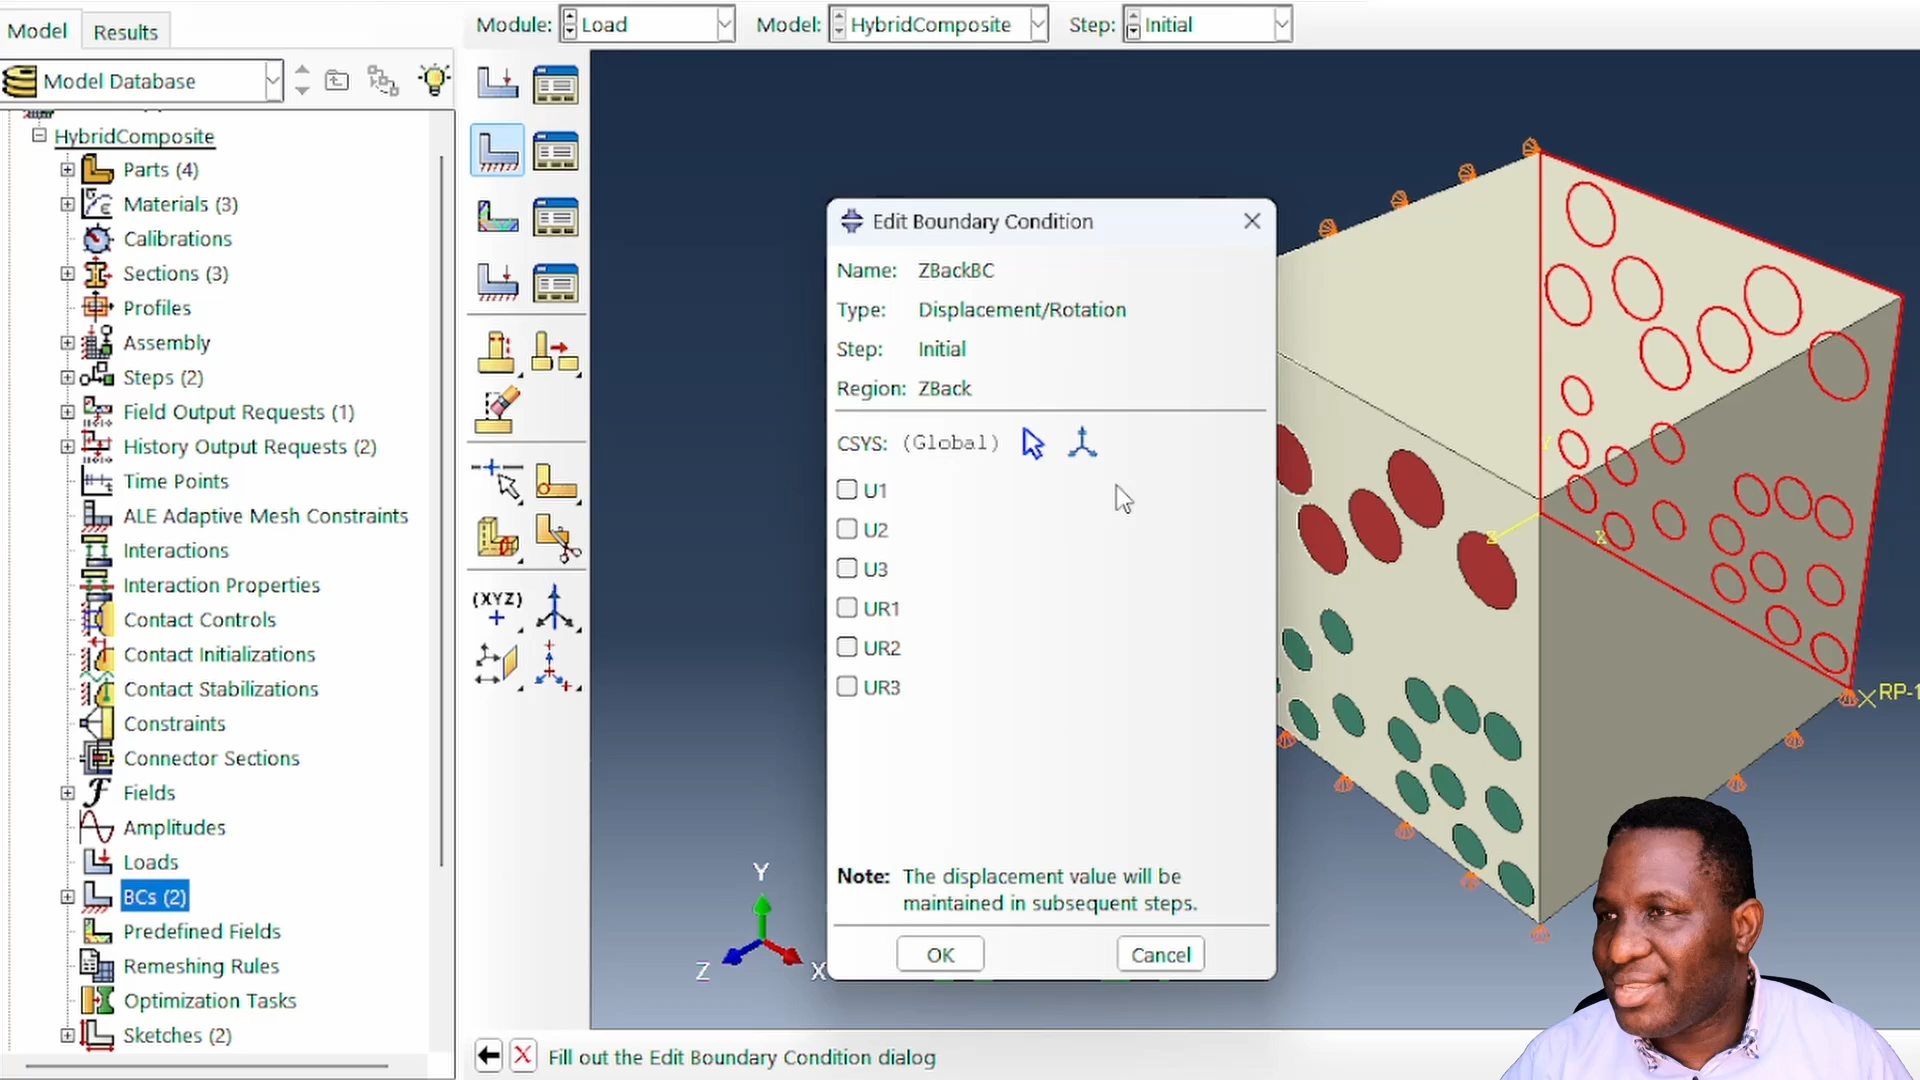 Model
Results
Module:
Load
Model:
HybridComposite
Step:
Initial
Model Database
HybridComposite
Parts (4)
Materials (3)
Calibrations
Sections (3)
Profiles
Assembly
Steps (2)
Field Output Requests (1)
History Output Requests (2)
Time Points
ALE Adaptive Mesh Constraints
Interactions
Interaction Properties
Contact Controls
Contact Initializations
Contact Stabilizations
Constraints
Connector Sections
Fields
Amplitudes
Loads
BCs (2)
Predefined Fields
Remeshing Rules
Optimization Tasks
Sketches (2)
(XYZ)
Edit Boundary Condition
Name: ZBackBC
Type: Displacement/Rotation
Step: Initial
Region: ZBack
CSYS: (Global)
U1
U2
U3
UR1
UR2
UR3
Note: The displacement value will be
maintained in subsequent steps.
OK
Cancel
Y
Z
X
Y
Z
X
RP-1
Fill out the Edit Boundary Condition dialog